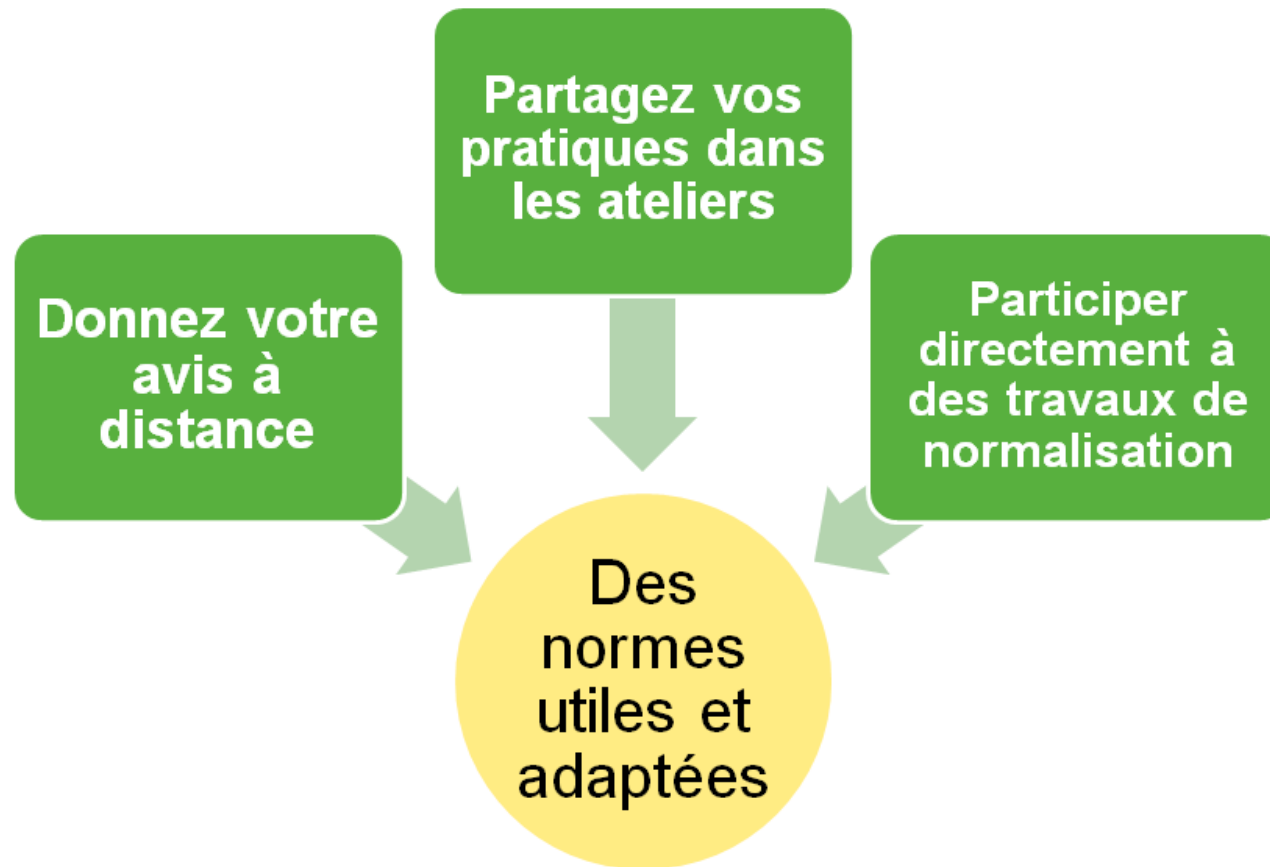 Partagez vos
pratiques dans
les ateliers
Donnez votre
avis à
distance
Participer
directement à
des travaux de
normalisation
Des
normes
utiles et
adaptées